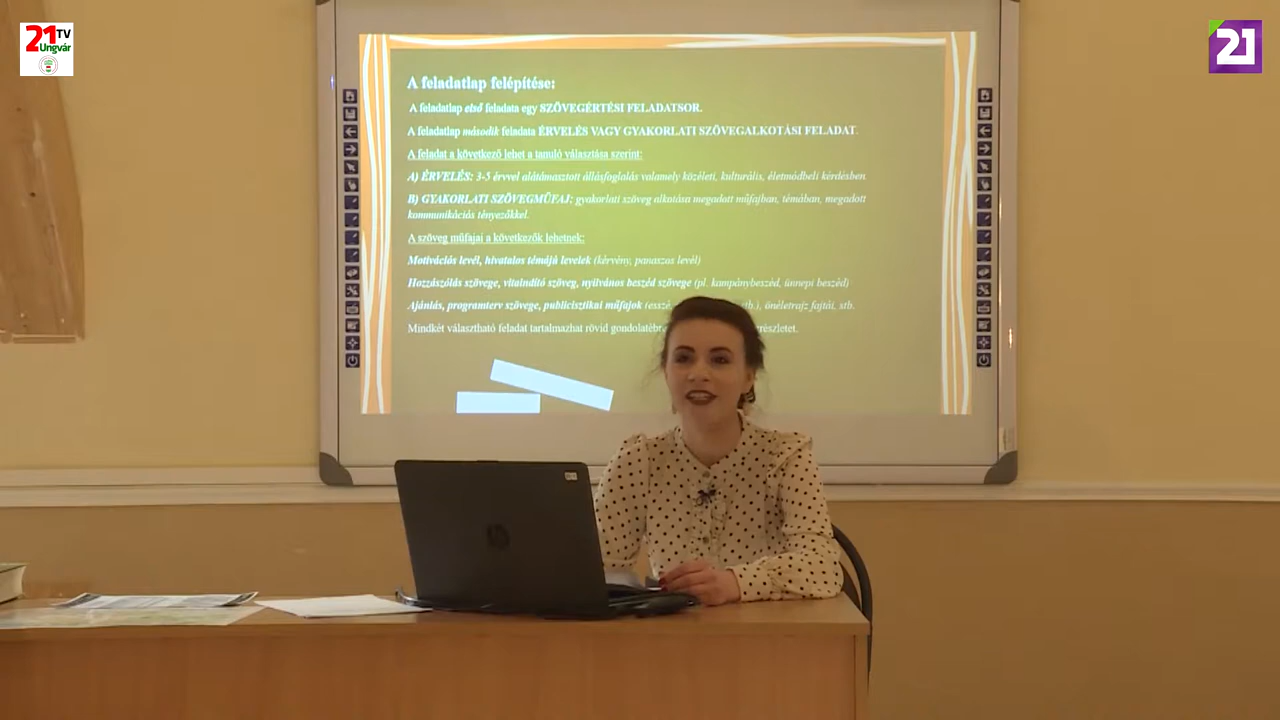 21 TV
Ungvár
21
A feladatlap felépítése:
A feladatlap első feladata egy SZÖVEGÉRTÉSI FELADATSOR.
A feladatlap második feladata ÉRVELÉS VAGY GYAKORLATI SZÖVEGALKOTÁSI FELADAT.
A feladat a következő lehet a tanuló választása szerint:
A) ÉRVELÉS: 3-5 érvvel alátámasztott állásfoglalás valamely közéleti, kulturális, életmódbeli kérdésben.
B) GYAKORLATI SZÖVEGMŰFAJ: gyakorlati szöveg alkotása megadott műfajban, témában, megadott
kommunikációs tényezőkkel.
A szöveg műfajai a következők lehetnek:
Motivációs levél, hivatalos témájú levelek (kérvény, panaszos levél)
Hozzászólás szövege, vitaindító szöveg, nyilvános beszéd szövege (pl. kampánybeszéd, ünnepi beszéd)
Ajánlás, programterv szövege, publicisztikai műfajok (esszé, stb.), önéletrajz fajtái, stb.
Mindkét választható feladat tartalmazhat rövid
hp